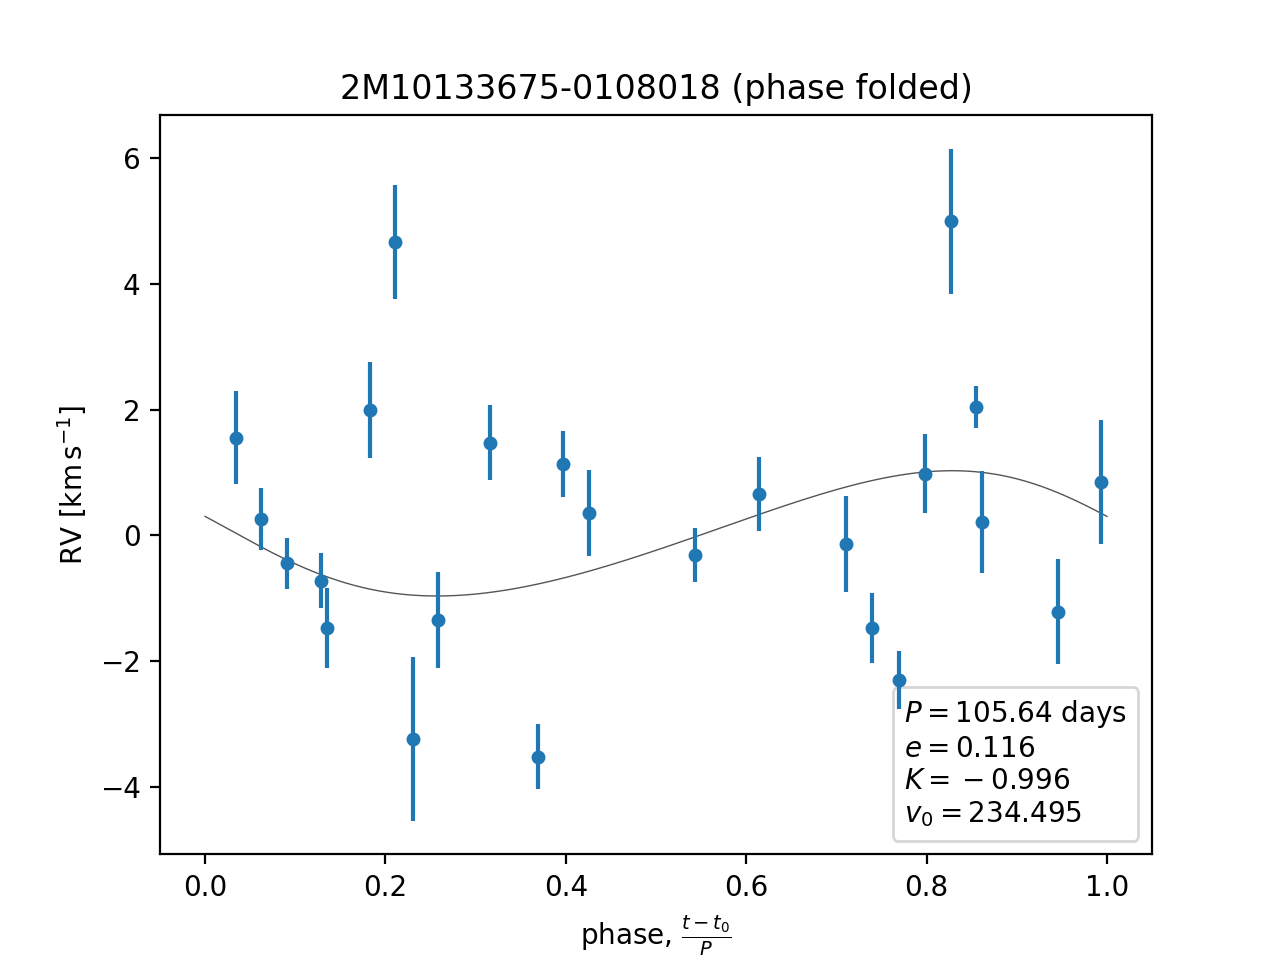 2M10133675-0108018 (phase folded)
RV [km s⁻¹]
6
4
2
0
−2
−4
0.0 0.2 0.4 0.6 0.8 1.0
phase, (t − t₀)/P
P = 105.64 days
e = 0.116
K = −0.996
v₀ = 234.495